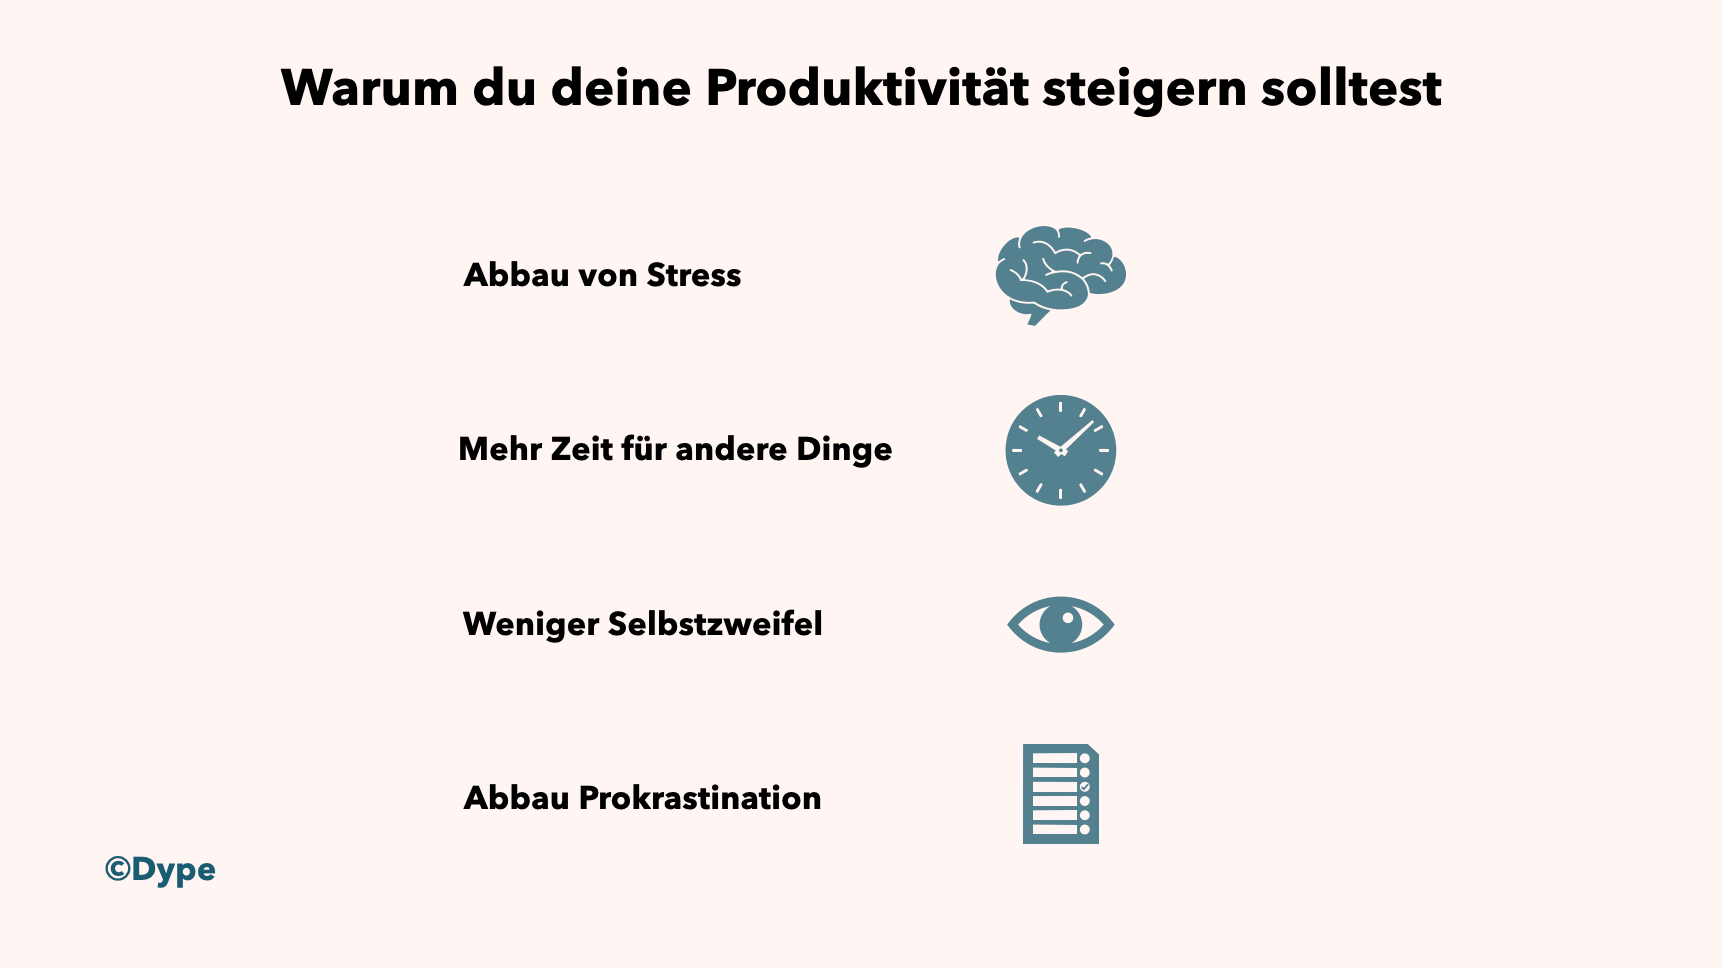 Warum du deine Produktivität steigern solltest
Abbau von Stress
Mehr Zeit für andere Dinge
Weniger Selbstzweifel
Abbau Prokrastination
©Dype